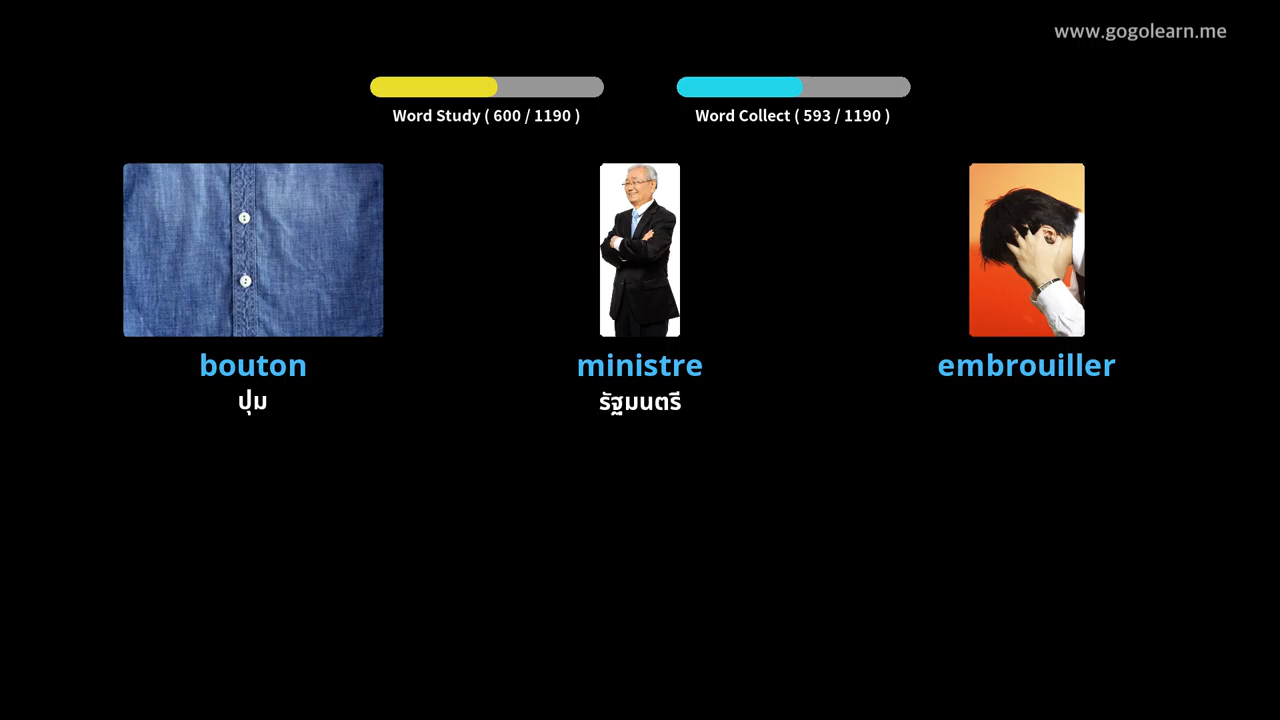 www.gogolearn.me
Word Study ( 600 / 1190 )
Word Collect ( 593 / 1190 )
bouton
ปุ่ม
ministre
รัฐมนตรี
embrouiller